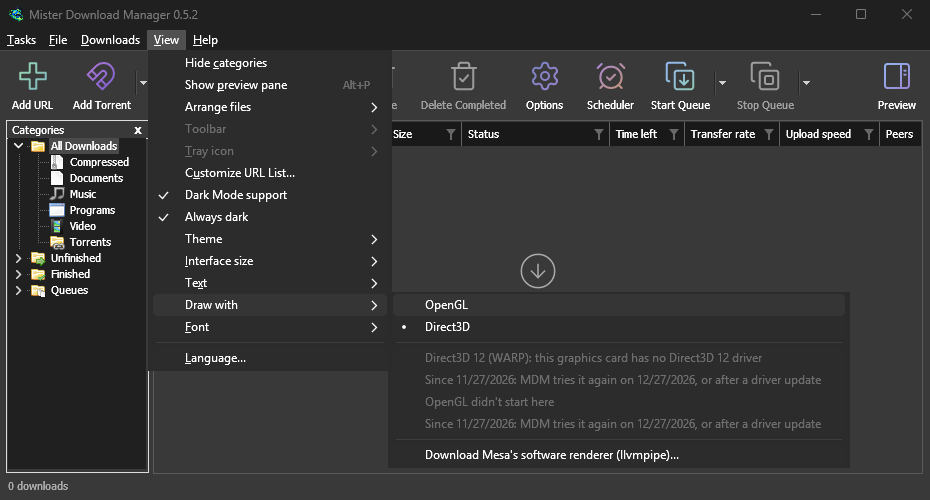 Mister Download Manager 0.5.2
Tasks File Downloads View Help
Add URL
Add Torrent
Delete Completed
Options
Scheduler
Start Queue
Stop Queue
Preview
Hide categories
Show preview pane Alt+P
Arrange files
Toolbar
Tray icon
Customize URL List...
Dark Mode support
Always dark
Theme
Interface size
Text
Draw with
Font
Language...
Categories x
All Downloads
Compressed
Documents
Music
Programs
Video
Torrents
Unfinished
Finished
Queues
Size Status Time left Transfer rate Upload speed Peers
OpenGL
Direct3D
Direct3D 12 (WARP): this graphics card has no Direct3D 12 driver
Since 11/27/2026: MDM tries it again on 12/27/2026, or after a driver update
OpenGL didn't start here
Since 11/27/2026: MDM tries it again on 12/27/2026, or after a driver update
Download Mesa's software renderer (llvmpipe)...
0 downloads